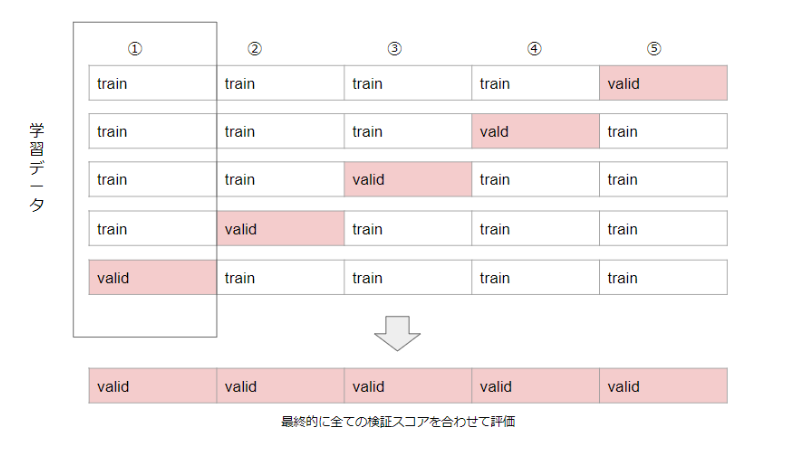 ① ② ③ ④ ⑤
train train train train valid
train train train vald train
学習データ
train train valid train train
train valid train train train
valid train train train train
valid valid valid valid valid
最終的に全ての検証スコアを合わせて評価